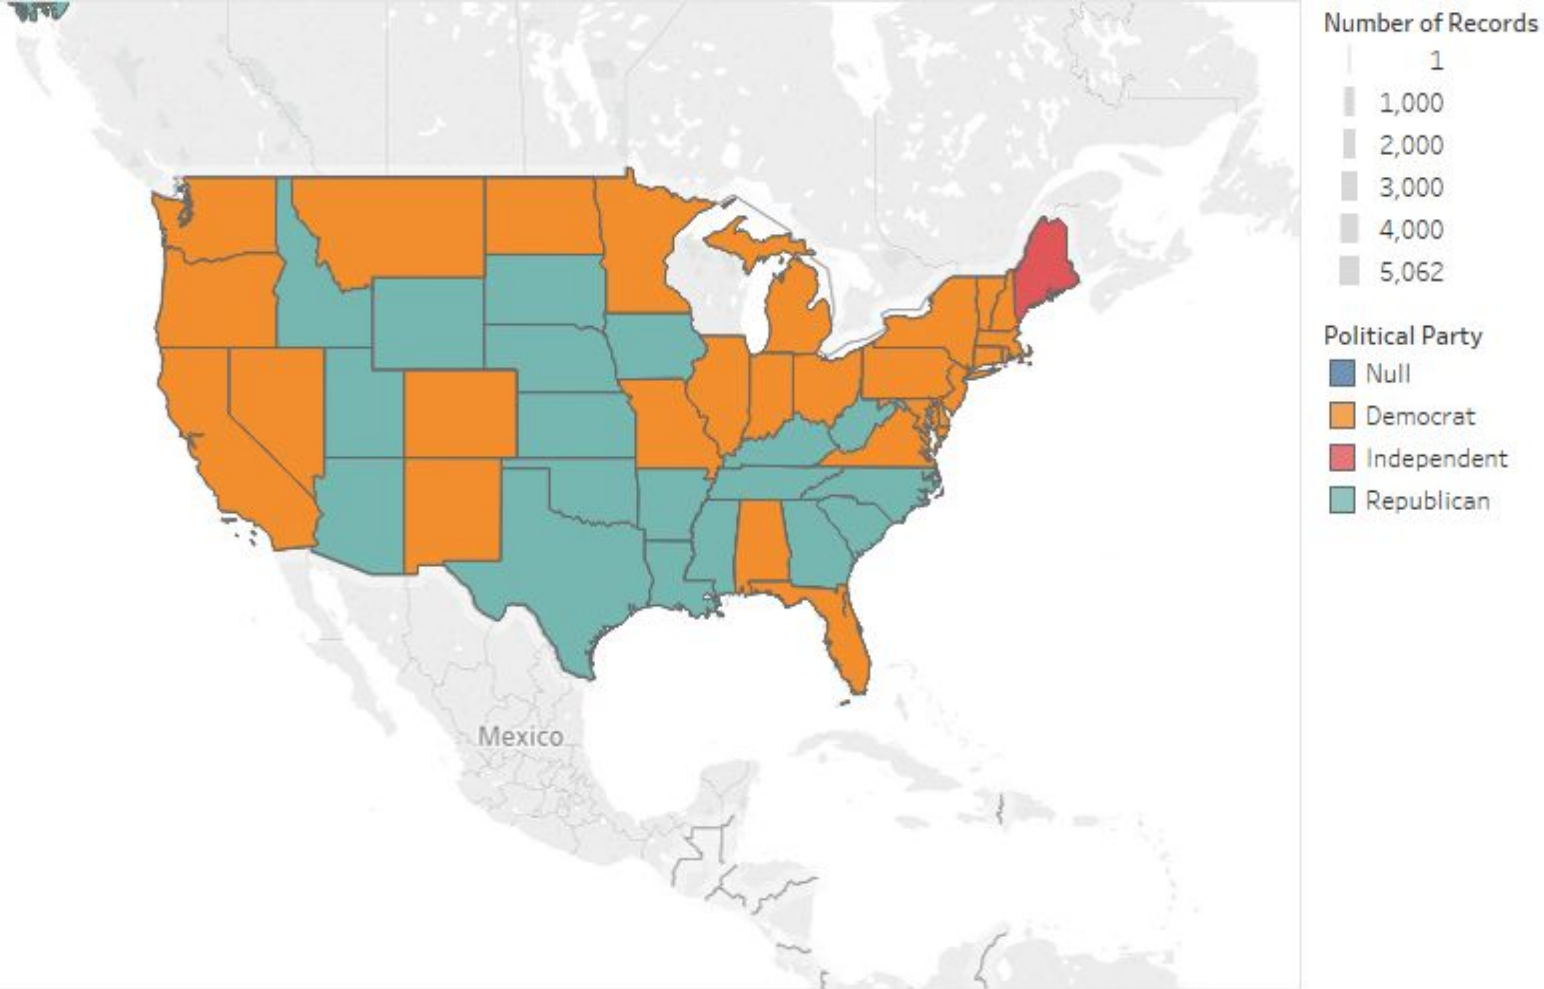 Number of Records
1
1,000
2,000
3,000
4,000
5,062
Political Party
Null
Democrat
Independent
Republican
Mexico